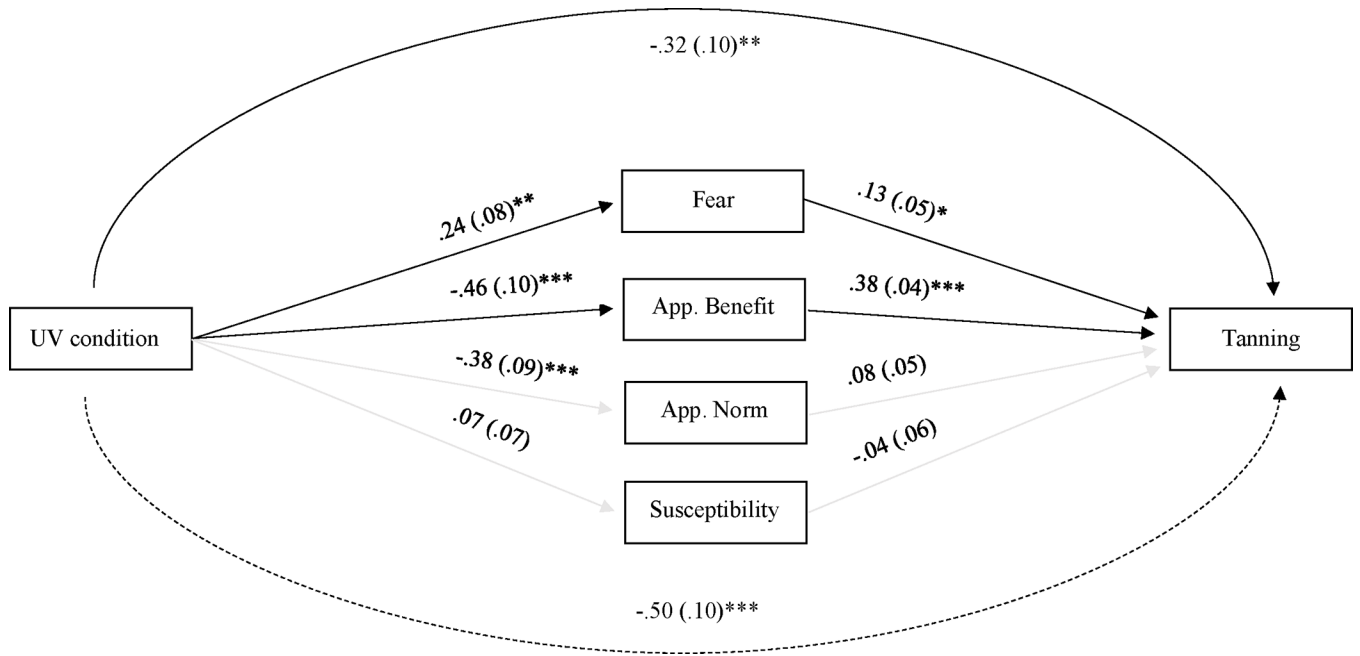 -.32 (.10)**
Fear
.24 (.08)**
.13 (.05)*
-.46 (.10)***
App. Benefit
.38 (.04)***
UV condition
Tanning
-.38 (.09)***
App. Norm
.08 (.05)
.07 (.07)
-.04 (.06)
Susceptibility
-.50 (.10)***